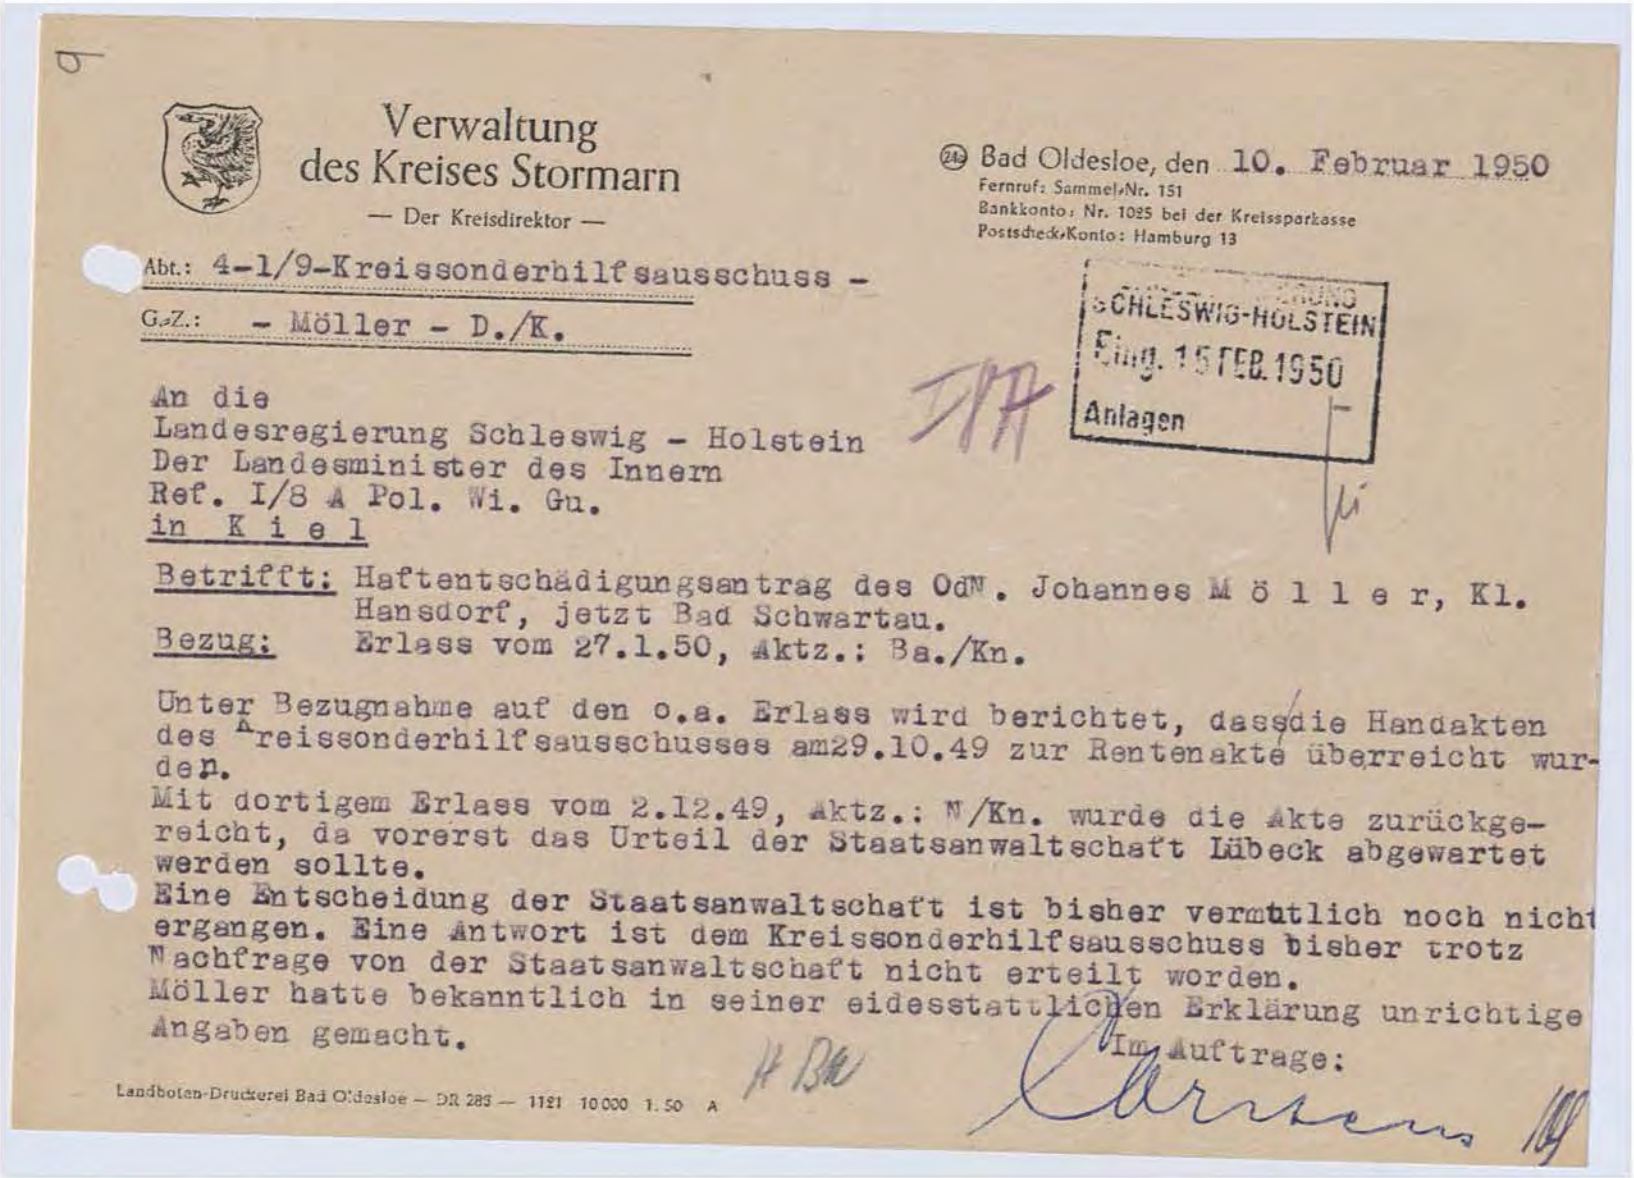 9
Verwaltung
des Kreises Stormarn
— Der Kreisdirektor —
24a Bad Oldesloe, den 10. Februar 1950
Fernruf: Sammel-Nr. 151
Bankkonto: Nr. 1025 bei der Kreissparkasse
Postscheck-Konto: Hamburg 13
Abt.: 4-1/9-Kreissonderhilfsausschuss -
G.-Z.: - Möller - D./K.
SCHLESWIG-HOLSTEIN
Eing. 15 FEB. 1950
Anlagen
I/8A
An die
Landesregierung Schleswig - Holstein
Der Landesminister des Innern
Ref. I/8 A Pol. Wi. Gu.
in K i e l
Betrifft: Haftentschädigungsantrag des OdN. Johannes M ö l l e r, Kl.
Hansdorf, jetzt Bad Schwartau.
Bezug: Erlass vom 27.1.50, Aktz.: Ba./Kn.
Unter Bezugnahme auf den o.a. Erlass wird berichtet, dass die Handakten
des Kreissonderhilfsausschusses am29.10.49 zur Rentenakte überreicht wur-
den.
Mit dortigem Erlass vom 2.12.49, Aktz.: N/Kn. wurde die Akte zurückge-
reicht, da vorerst das Urteil der Staatsanwaltschaft Lübeck abgewartet
werden sollte.
Eine Entscheidung der Staatsanwaltschaft ist bisher vermutlich noch nicht
ergangen. Eine Antwort ist dem Kreissonderhilfsausschuss bisher trotz
Nachfrage von der Staatsanwaltschaft nicht erteilt worden.
Möller hatte bekanntlich in seiner eidesstattlichen Erklärung unrichtige
Angaben gemacht.
Im Auftrage:
Carstens
Landboten-Druckerei Bad Oldesloe — DR 283 — 1121 10000 1.50 A